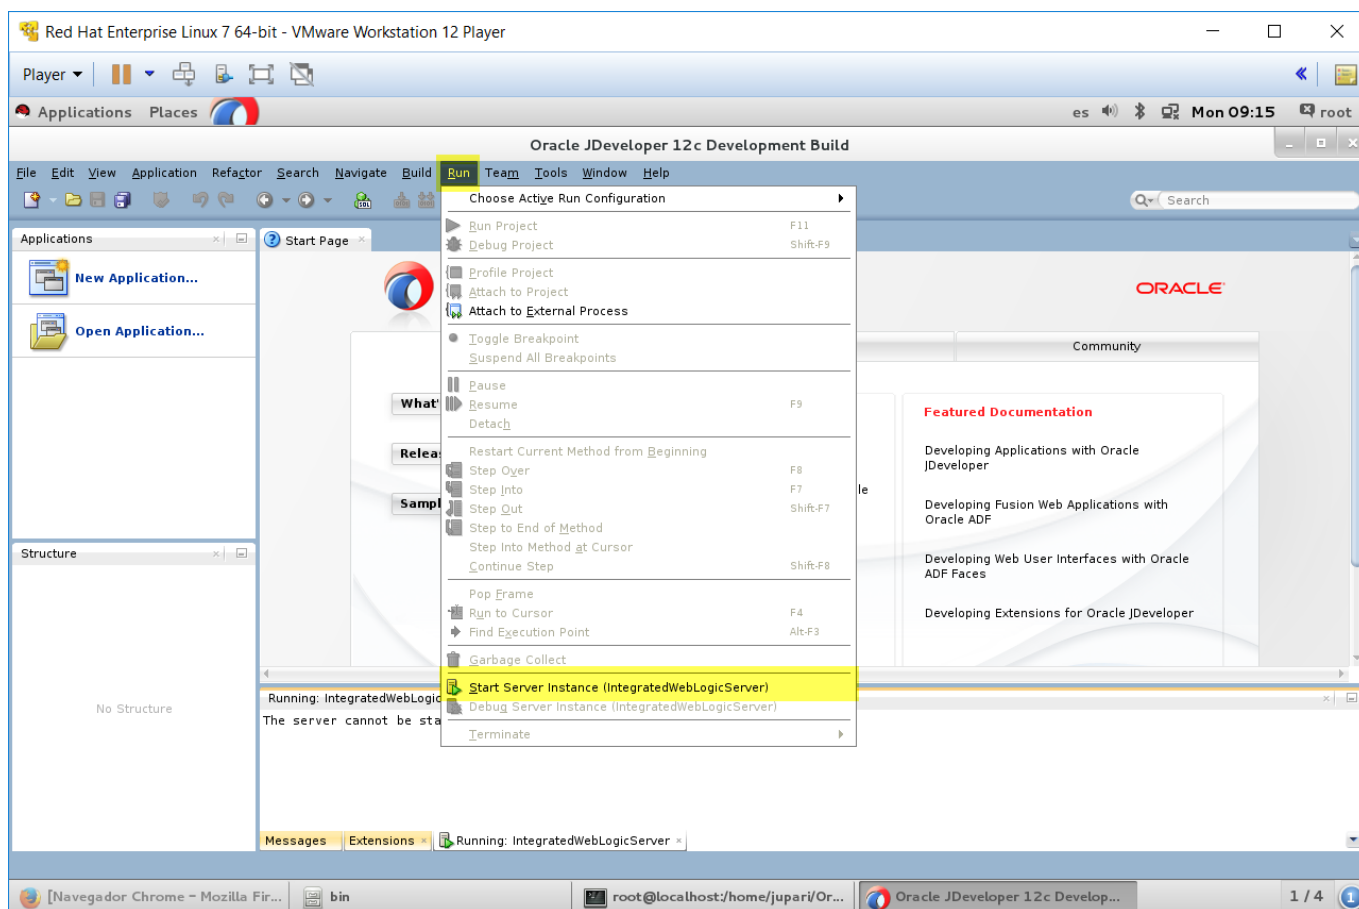 Red Hat Enterprise Linux 7 64-bit - VMware Workstation 12 Player
Player
Applications Places es Mon 09:15 root
Oracle JDeveloper 12c Development Build
File Edit View Application Refactor Search Navigate Build Run Team Tools Window Help
Search
Applications
Start Page
New Application...
Open Application...
Structure
No Structure
Choose Active Run Configuration
Run Project F11
Debug Project Shift-F9
Profile Project
Attach to Project
Attach to External Process
Toggle Breakpoint
Suspend All Breakpoints
Pause
Resume F9
Detach
Restart Current Method from Beginning
Step Over F8
Step Into F7
Step Out Shift-F7
Step to End of Method
Step Into Method at Cursor
Continue Step Shift-F8
Pop Frame
Run to Cursor F4
Find Execution Point Alt-F3
Garbage Collect
Start Server Instance (IntegratedWebLogicServer)
Debug Server Instance (IntegratedWebLogicServer)
Terminate
ORACLE
Community
What'
Relea
Sampl
le
Featured Documentation
Developing Applications with Oracle
JDeveloper
Developing Fusion Web Applications with
Oracle ADF
Developing Web User Interfaces with Oracle
ADF Faces
Developing Extensions for Oracle JDeveloper
Running: IntegratedWebLogic
The server cannot be sta
Messages Extensions Running: IntegratedWebLogicServer
[Navegador Chrome - Mozilla Fir... bin root@localhost:/home/jupari/Or... Oracle JDeveloper 12c Develop... 1 / 4 1